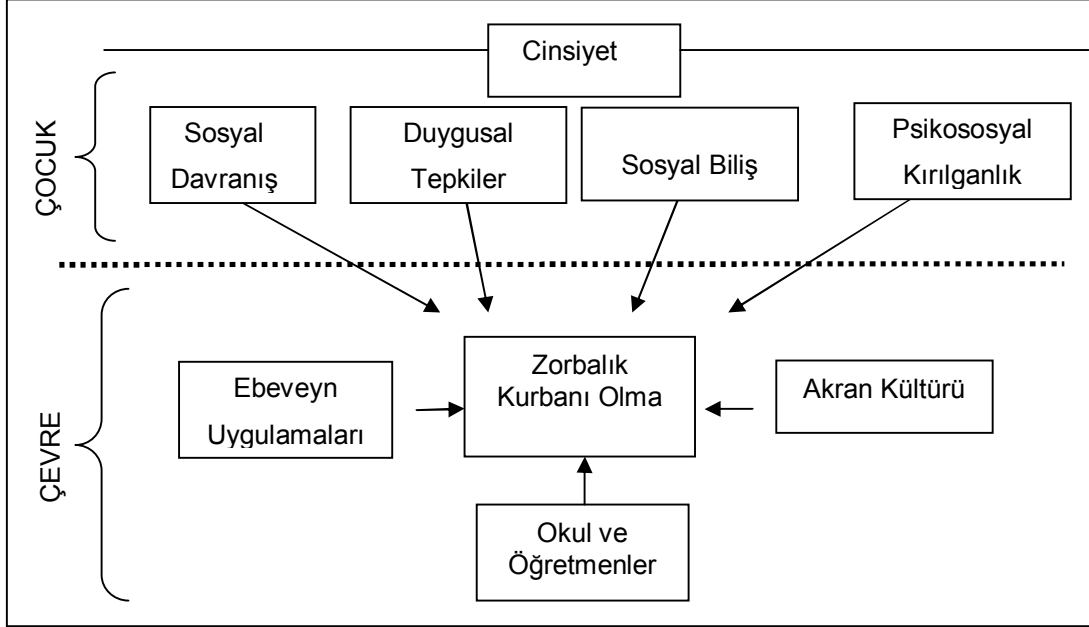 Cinsiyet
ÇOCUK
Sosyal
Davranış
Duygusal
Tepkiler
Sosyal Biliş
Psikososyal
Kırılganlık
ÇEVRE
Ebeveyn
Uygulamaları
Zorbalık
Kurbanı Olma
Akran Kültürü
Okul ve
Öğretmenler